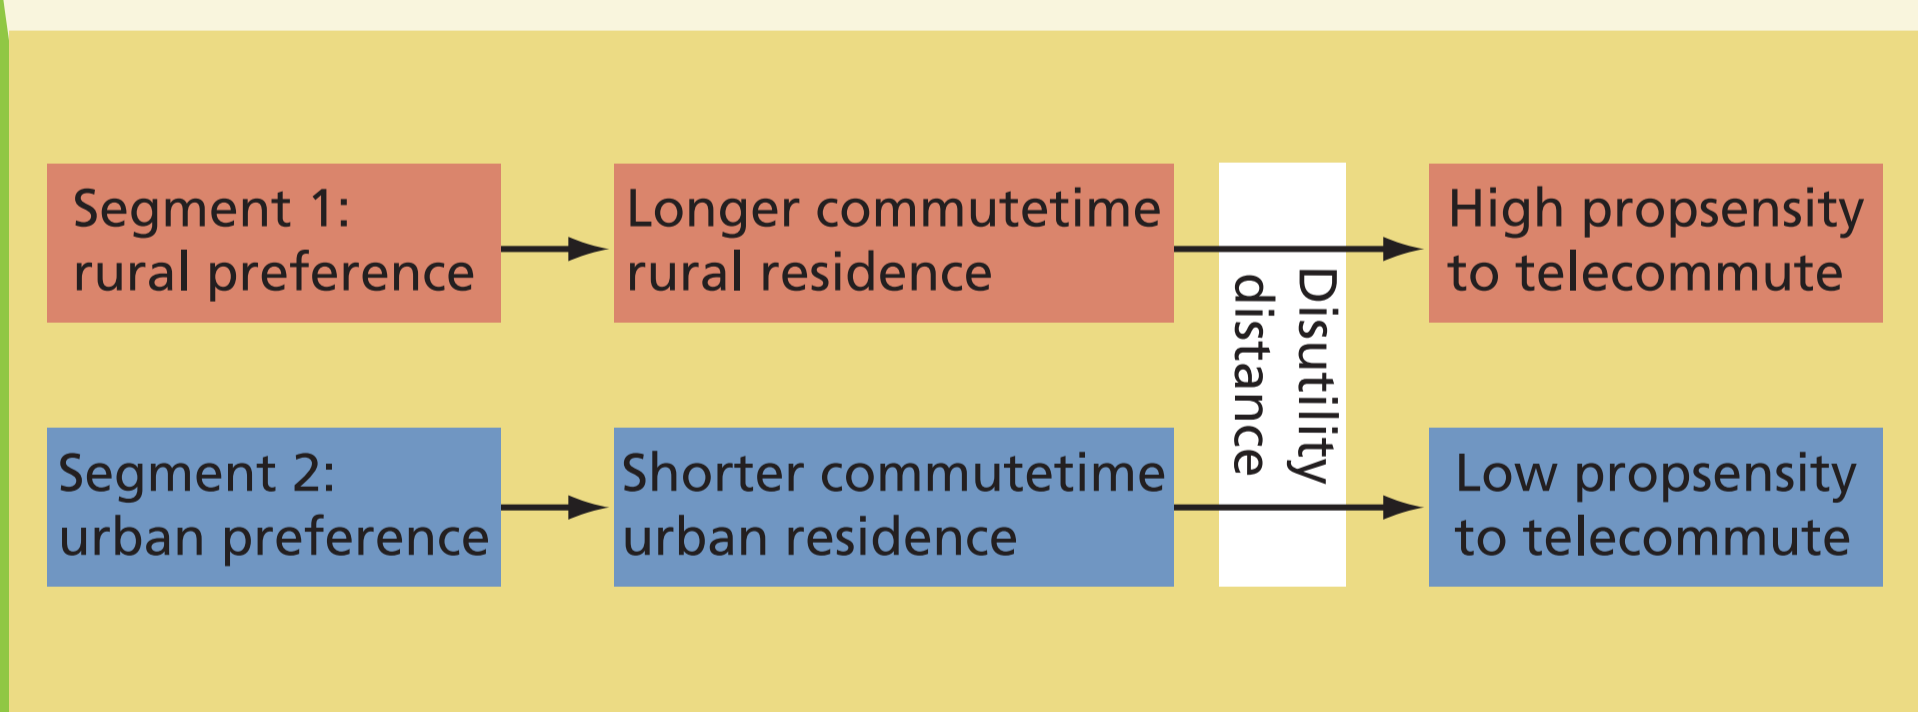 Segment 1:
rural preference
Longer commutetime
rural residence
Disutility
distance
High propsensity
to telecommute
Segment 2:
urban preference
Shorter commutetime
urban residence
Low propsensity
to telecommute